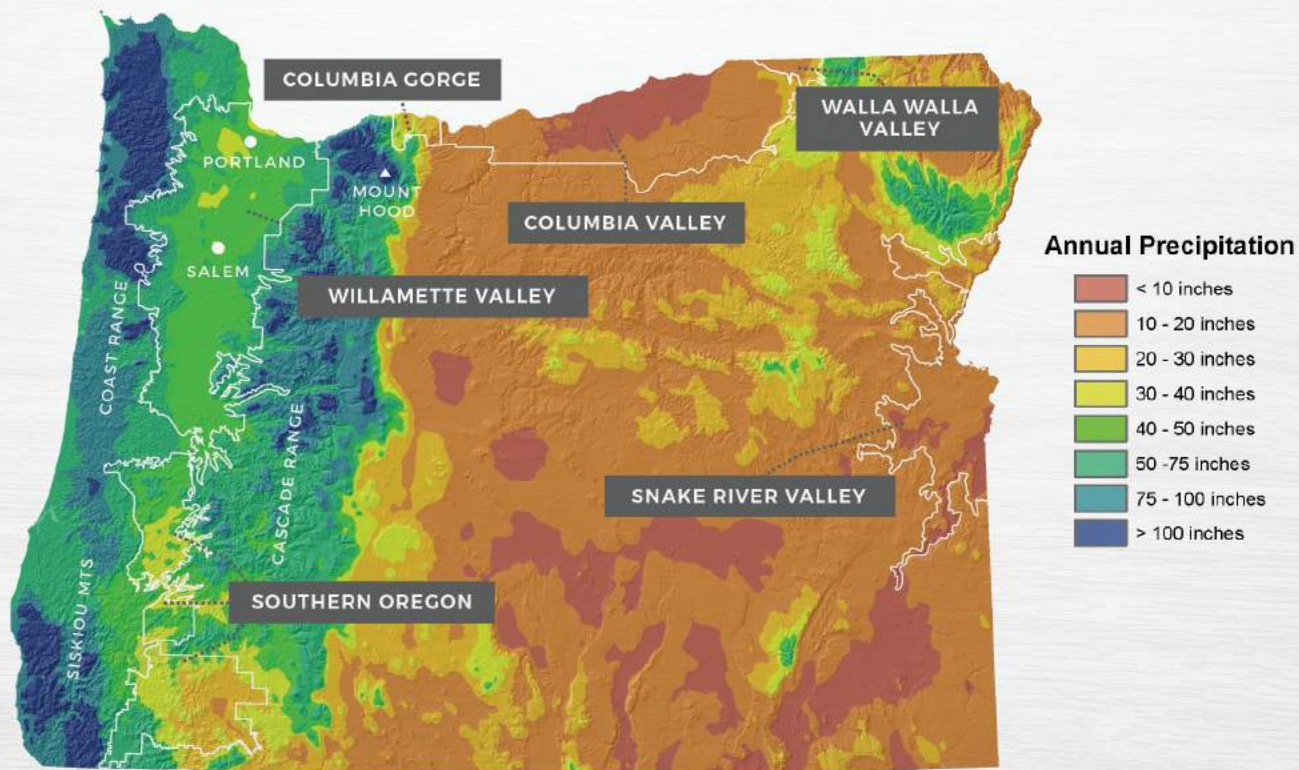 COLUMBIA GORGE
WALLA WALLA
VALLEY
PORTLAND
MOUNT
HOOD
COLUMBIA VALLEY
SALEM
WILLAMETTE VALLEY
COAST RANGE
CASCADE RANGE
SNAKE RIVER VALLEY
SOUTHERN OREGON
SISKIOU MTS
Annual Precipitation
< 10 inches
10 - 20 inches
20 - 30 inches
30 - 40 inches
40 - 50 inches
50 -75 inches
75 - 100 inches
> 100 inches